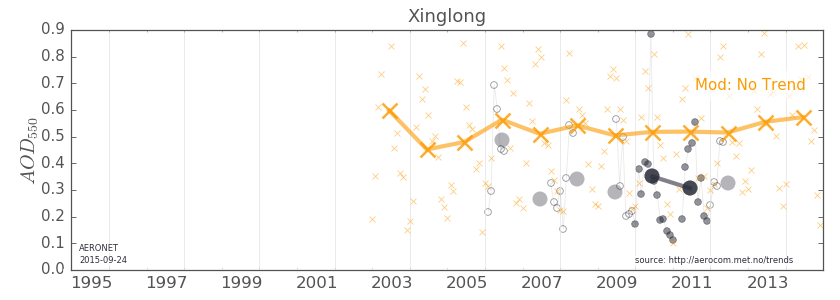 Xinglong
0.9
0.8
0.7
0.6
0.5
0.4
0.3
0.2
0.1
0.0
AOD550
Mod: No Trend
AERONET
2015-09-24
source: http://aerocom.met.no/trends
1995 1997 1999 2001 2003 2005 2007 2009 2011 2013